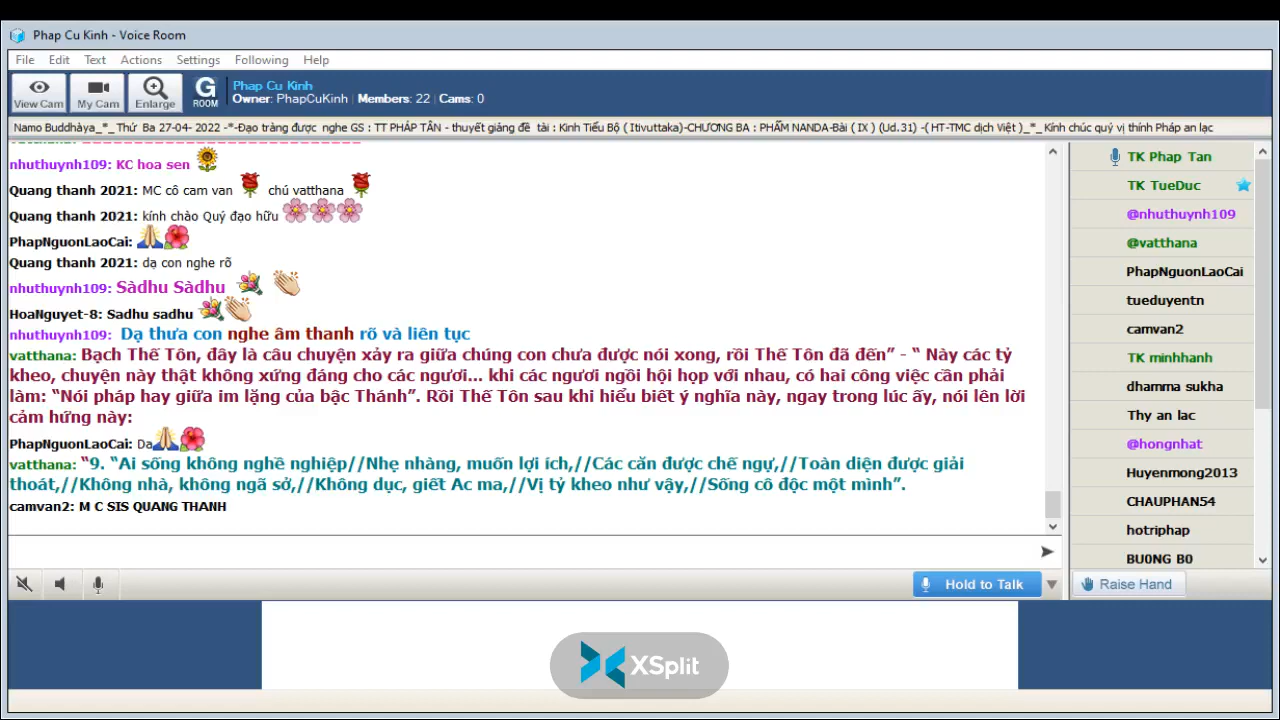 Phap Cu Kinh - Voice Room
File Edit Text Actions Settings Following Help
View Cam My Cam Enlarge G ROOM
Phap Cu Kinh
Owner: PhapCuKinh | Members: 22 | Cams: 0
Namo Buddhàya_*_Thứ Ba 27-04- 2022 -*-Đạo tràng được nghe GS : TT PHÁP TÂN - thuyết giảng đề tài : Kinh Tiểu Bộ ( Itivuttaka)-CHƯƠNG BA : PHẨM NANDA-Bài ( IX ) (Ud.31) -( HT-TMC dịch Việt )_*_ Kính chúc quý vị thính Pháp an lạc
nhuthuynh109: KC hoa sen
Quang thanh 2021: MC cô cam van chú vatthana
Quang thanh 2021: kính chào Quý đạo hữu
PhapNguonLaoCai:
Quang thanh 2021: dạ con nghe rõ
nhuthuynh109: Sàdhu Sàdhu
HoaNguyet-8: Sadhu sadhu
nhuthuynh109: Dạ thưa con nghe âm thanh rõ và liên tục
vatthana: Bạch Thế Tôn, đây là câu chuyện xảy ra giữa chúng con chưa được nói xong, rồi Thế Tôn đã đến” - “ Này các tỷ
kheo, chuyện này thật không xứng đáng cho các ngươi... khi các ngươi ngồi hội họp với nhau, có hai công việc cần phải
làm: “Nói pháp hay giữa im lặng của bậc Thánh”. Rồi Thế Tôn sau khi hiểu biết ý nghĩa này, ngay trong lúc ấy, nói lên lời
cảm hứng này:
PhapNguonLaoCai: Da
vatthana: “9. “Ai sống không nghề nghiệp//Nhẹ nhàng, muốn lợi ích,//Các căn được chế ngự,//Toàn diện được giải
thoát,//Không nhà, không ngã sở,//Không dục, giết Ac ma,//Vị tỷ kheo như vậy,//Sống cô độc một mình”.
camvan2: M C SIS QUANG THANH
TK Phap Tan
TK TueDuc
@nhuthuynh109
@vatthana
PhapNguonLaoCai
tueduyentn
camvan2
TK minhhanh
dhamma sukha
Thy an lac
@hongnhat
Huyenmong2013
CHAUPHAN54
hotriphap
BU0NG B0
Hold to Talk
Raise Hand
XSplit